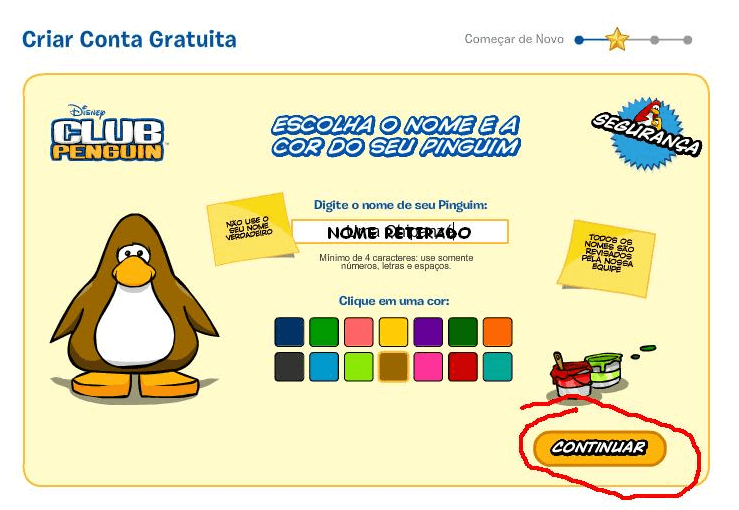 Criar Conta Gratuita
Começar de Novo
Disney
CLUB
PENGUIN
ESCOLHA O NOME E A
COR DO SEU PINGUIM
SEGURANÇA
NÃO USE O
SEU NOME
VERDADEIRO
Digite o nome de seu Pinguim:
NOME RETIRADO
Mínimo de 4 caracteres: use somente
números, letras e espaços.
TODOS OS
NOMES SÃO
REVISADOS
PELA NOSSA
EQUIPE
Clique em uma cor:
CONTINUAR